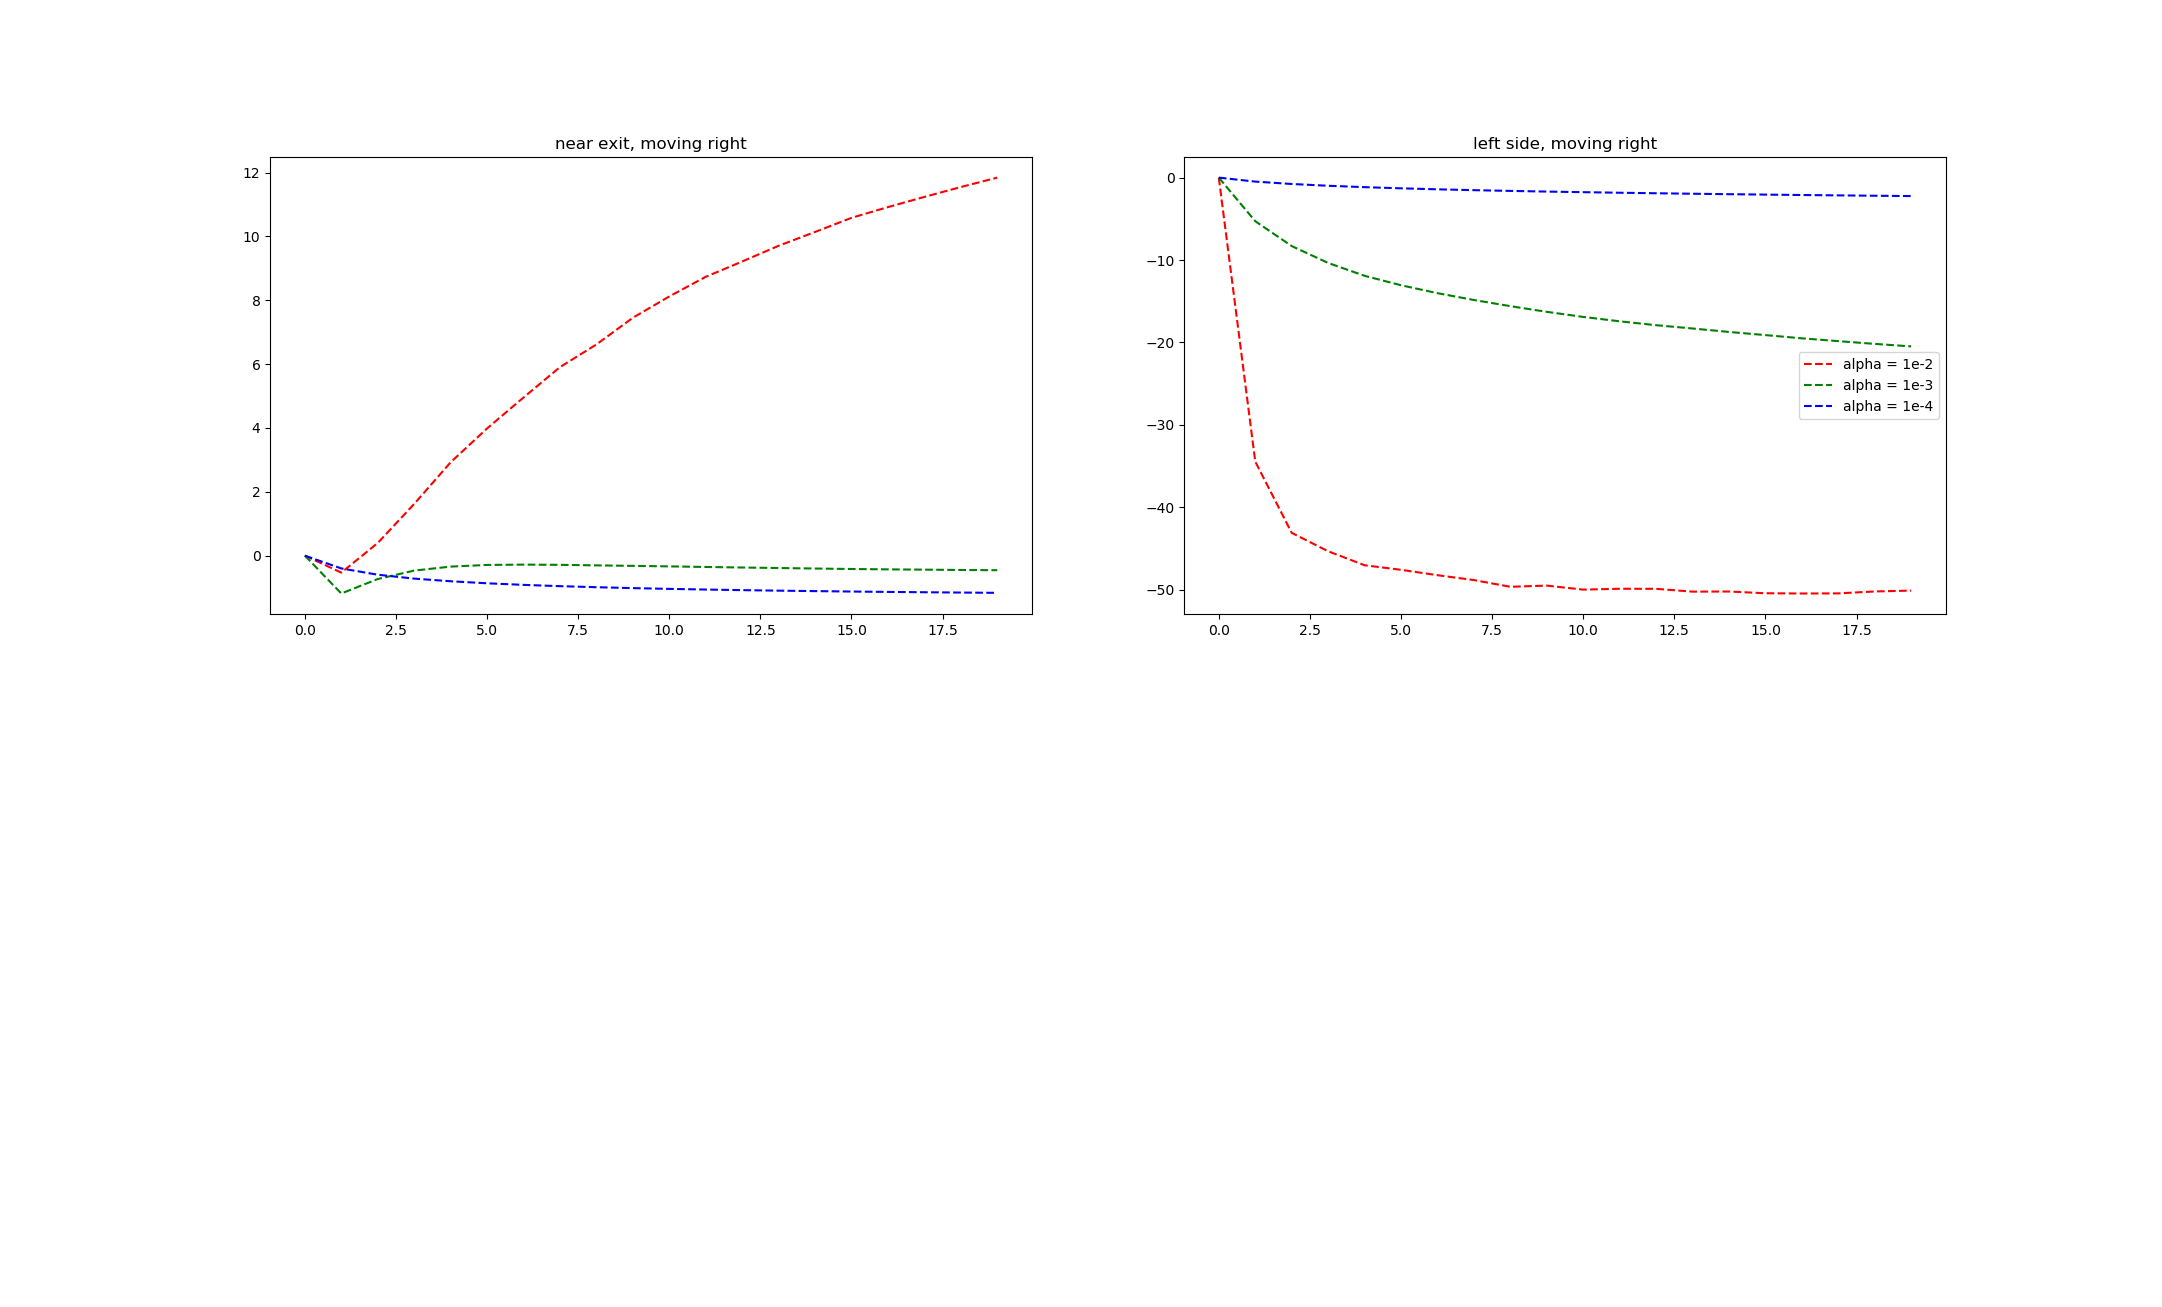 near exit, moving right
12
10
8
6
4
2
0
0.0 2.5 5.0 7.5 10.0 12.5 15.0 17.5
left side, moving right
0
−10
−20
−30
−40
−50
alpha = 1e-2
alpha = 1e-3
alpha = 1e-4
0.0 2.5 5.0 7.5 10.0 12.5 15.0 17.5